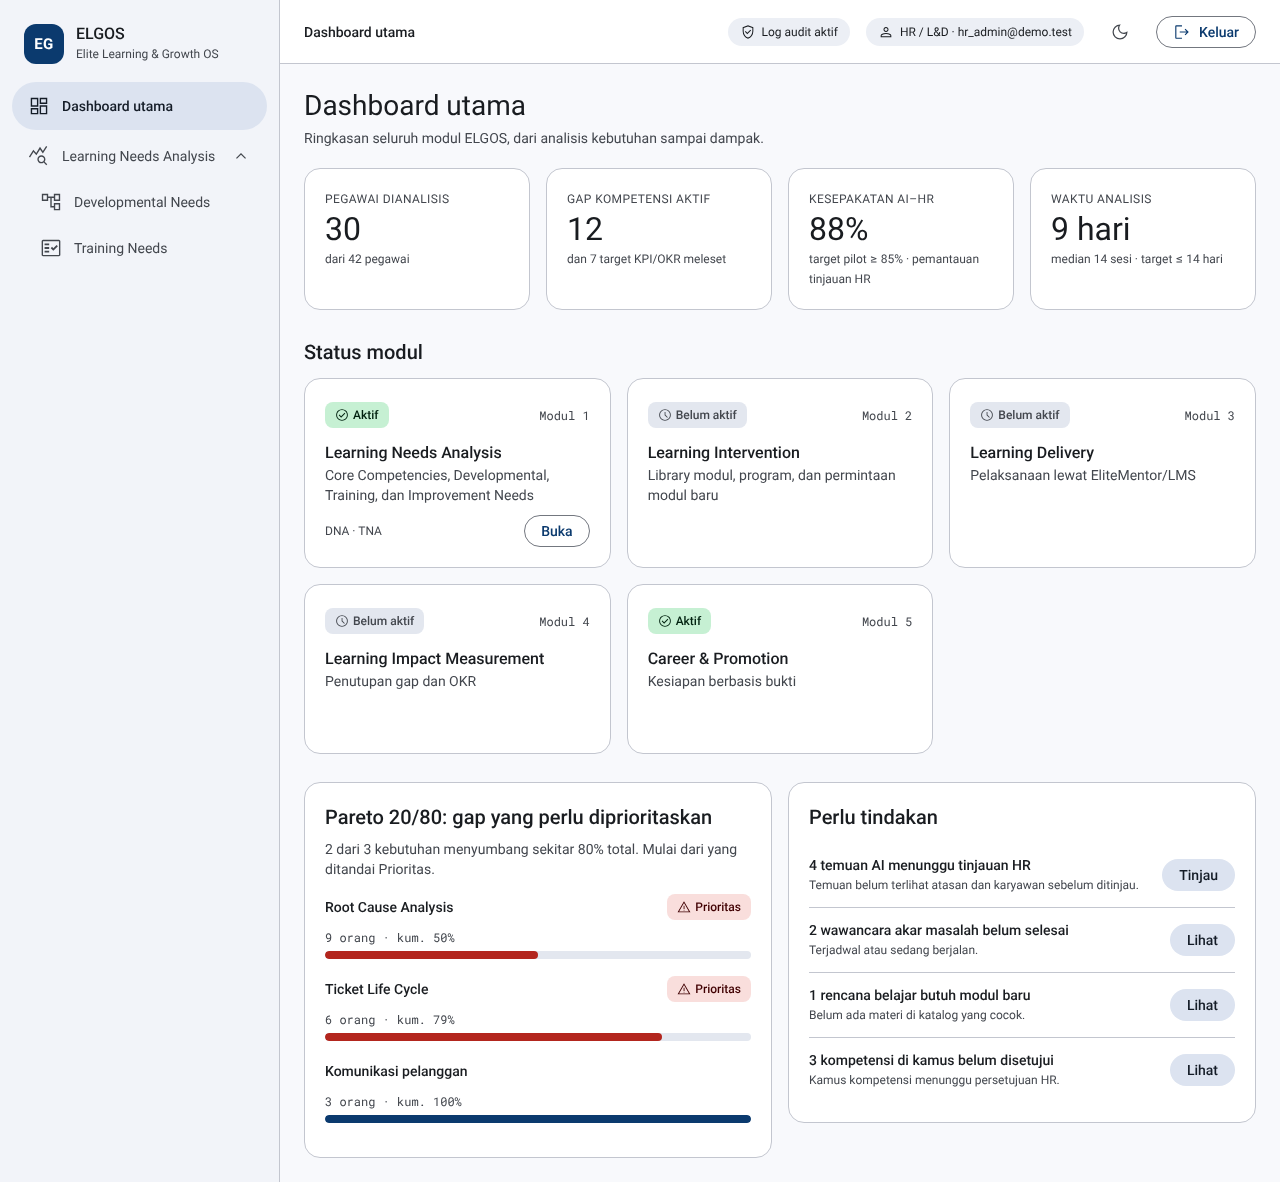 EG
ELGOS
Elite Learning & Growth OS
Dashboard utama
Learning Needs Analysis
Developmental Needs
Training Needs
Dashboard utama
Log audit aktif
HR / L&D · hr_admin@demo.test
Keluar
Dashboard utama
Ringkasan seluruh modul ELGOS, dari analisis kebutuhan sampai dampak.
PEGAWAI DIANALISIS
30
dari 42 pegawai
GAP KOMPETENSI AKTIF
12
dan 7 target KPI/OKR meleset
KESEPAKATAN AI–HR
88%
target pilot ≥ 85% · pemantauan
tinjauan HR
WAKTU ANALISIS
9 hari
median 14 sesi · target ≤ 14 hari
Status modul
Aktif
Modul 1
Learning Needs Analysis
Core Competencies, Developmental,
Training, dan Improvement Needs
DNA · TNA
Buka
Belum aktif
Modul 2
Learning Intervention
Library modul, program, dan permintaan
modul baru
Belum aktif
Modul 3
Learning Delivery
Pelaksanaan lewat EliteMentor/LMS
Belum aktif
Modul 4
Learning Impact Measurement
Penutupan gap dan OKR
Aktif
Modul 5
Career & Promotion
Kesiapan berbasis bukti
Pareto 20/80: gap yang perlu diprioritaskan
2 dari 3 kebutuhan menyumbang sekitar 80% total. Mulai dari yang
ditandai Prioritas.
Root Cause Analysis
Prioritas
9 orang · kum. 50%
Ticket Life Cycle
Prioritas
6 orang · kum. 79%
Komunikasi pelanggan
3 orang · kum. 100%
Perlu tindakan
4 temuan AI menunggu tinjauan HR
Temuan belum terlihat atasan dan karyawan sebelum ditinjau.
Tinjau
2 wawancara akar masalah belum selesai
Terjadwal atau sedang berjalan.
Lihat
1 rencana belajar butuh modul baru
Belum ada materi di katalog yang cocok.
Lihat
3 kompetensi di kamus belum disetujui
Kamus kompetensi menunggu persetujuan HR.
Lihat